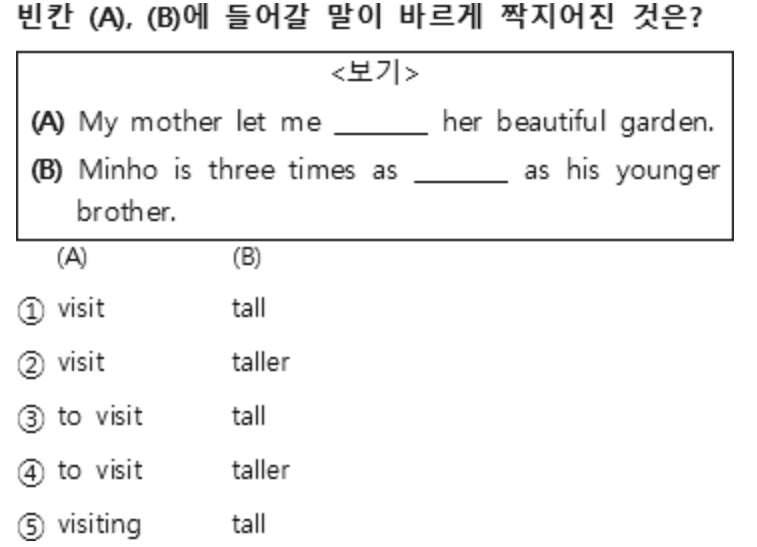 빈칸 (A), (B)에 들어갈 말이 바르게 짝지어진 것은?
<보기>
(A) My mother let me ______ her beautiful garden.
(B) Minho is three times as ______ as his younger
brother.
(A) (B)
① visit tall
② visit taller
③ to visit tall
④ to visit taller
⑤ visiting tall